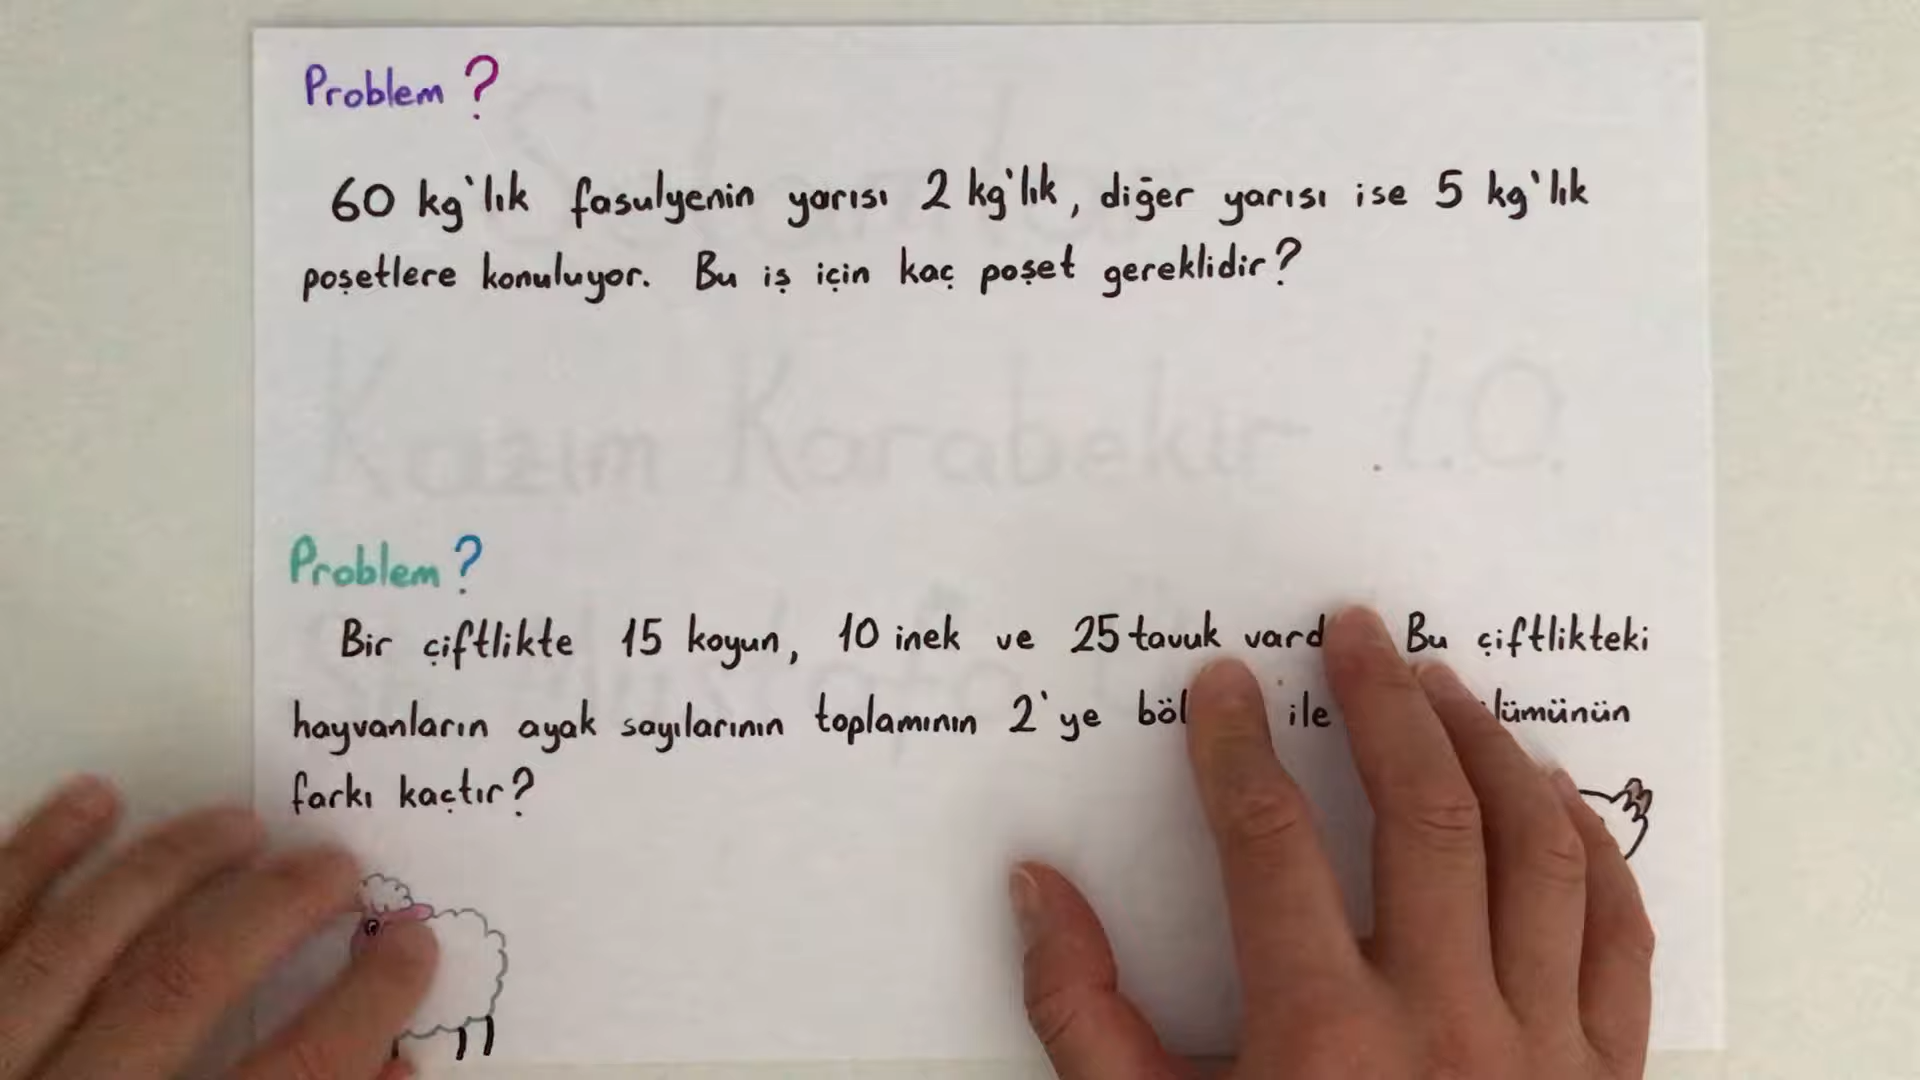 Problem ?
60 kg'lık fasulyenin yarısı 2 kg'lık, diğer yarısı ise 5 kg'lık
poşetlere konuluyor. Bu iş için kaç poşet gereklidir?
Kazım Karabekir İ.O.
Problem ?
Bir çiftlikte 15 koyun, 10 inek ve 25 tavuk vard Bu çiftlikteki
hayvanların ayak sayılarının toplamının 2'ye böl ile lümünün
farkı kaçtır?